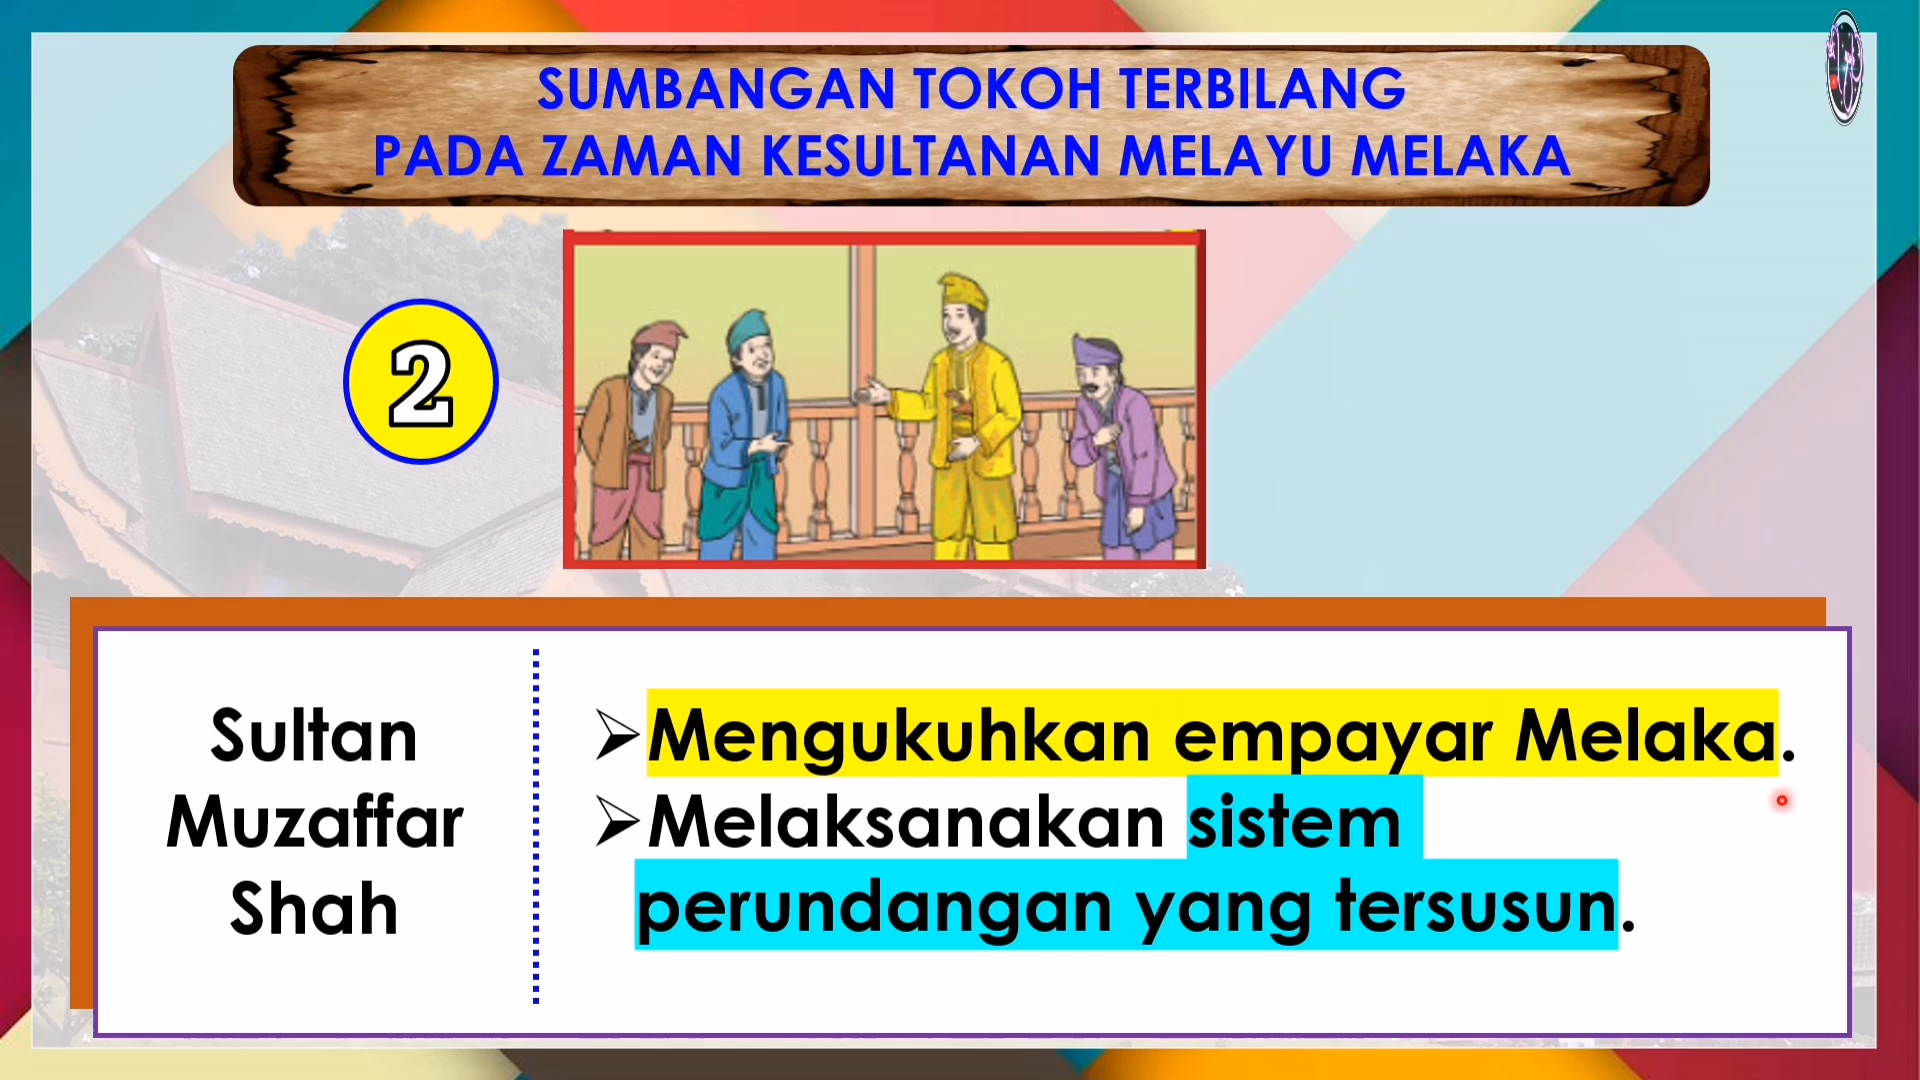 SUMBANGAN TOKOH TERBILANG
PADA ZAMAN KESULTANAN MELAYU MELAKA
2
Sultan
Muzaffar
Shah
➢Mengukuhkan empayar Melaka.
➢Melaksanakan sistem
perundangan yang tersusun.